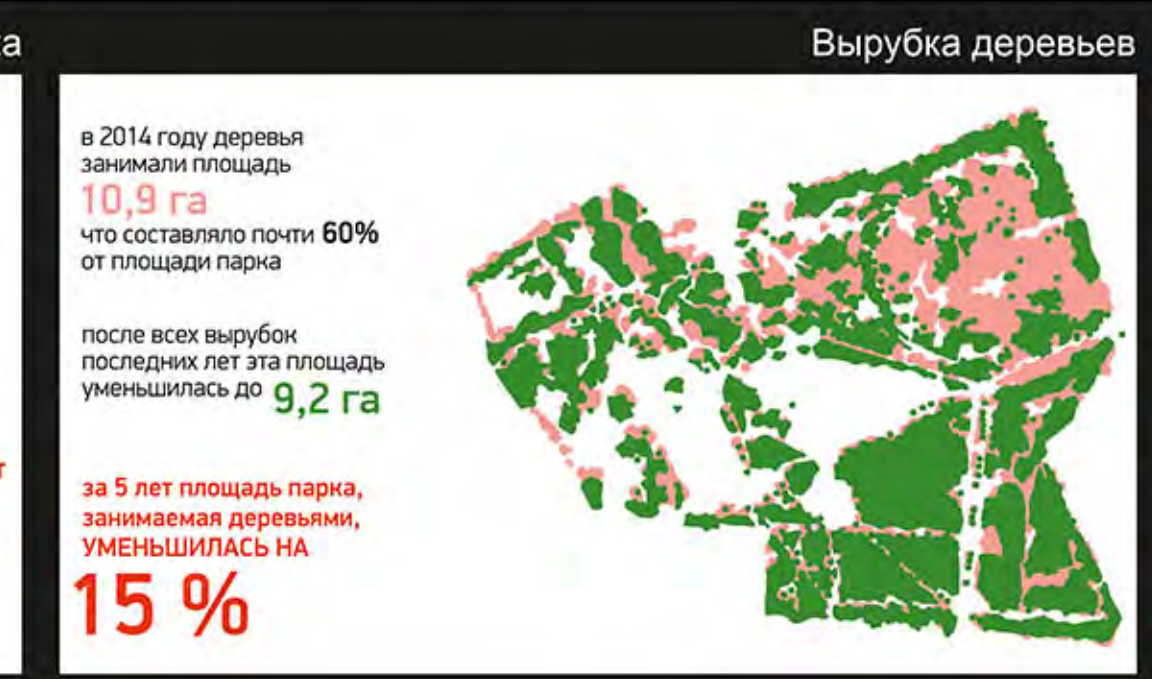 Вырубка деревьев
в 2014 году деревья
занимали площадь
10,9 га
что составляло почти 60%
от площади парка
после всех вырубок
последних лет эта площадь
уменьшилась до 9,2 га
за 5 лет площадь парка,
занимаемая деревьями,
УМЕНЬШИЛАСЬ НА
15 %